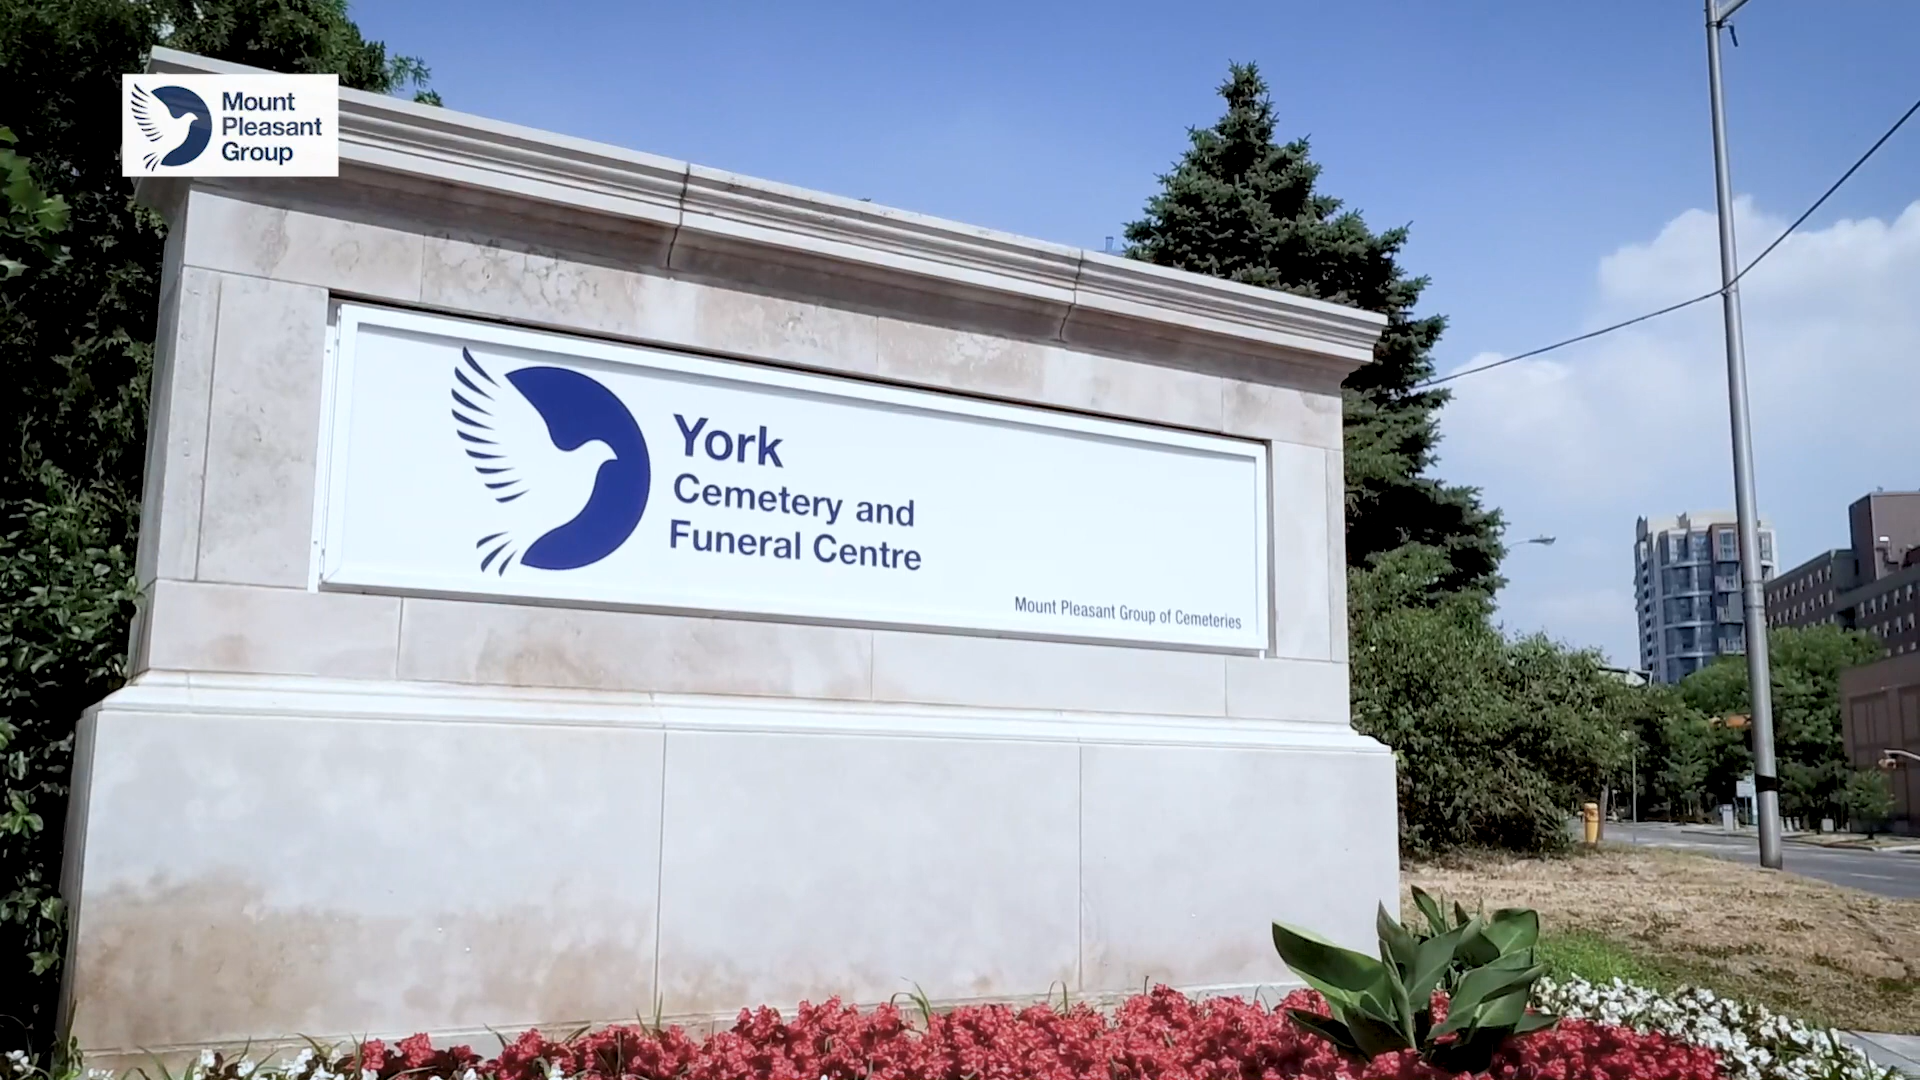 Mount
Pleasant
Group
York
Cemetery and
Funeral Centre
Mount Pleasant Group of Cemeteries